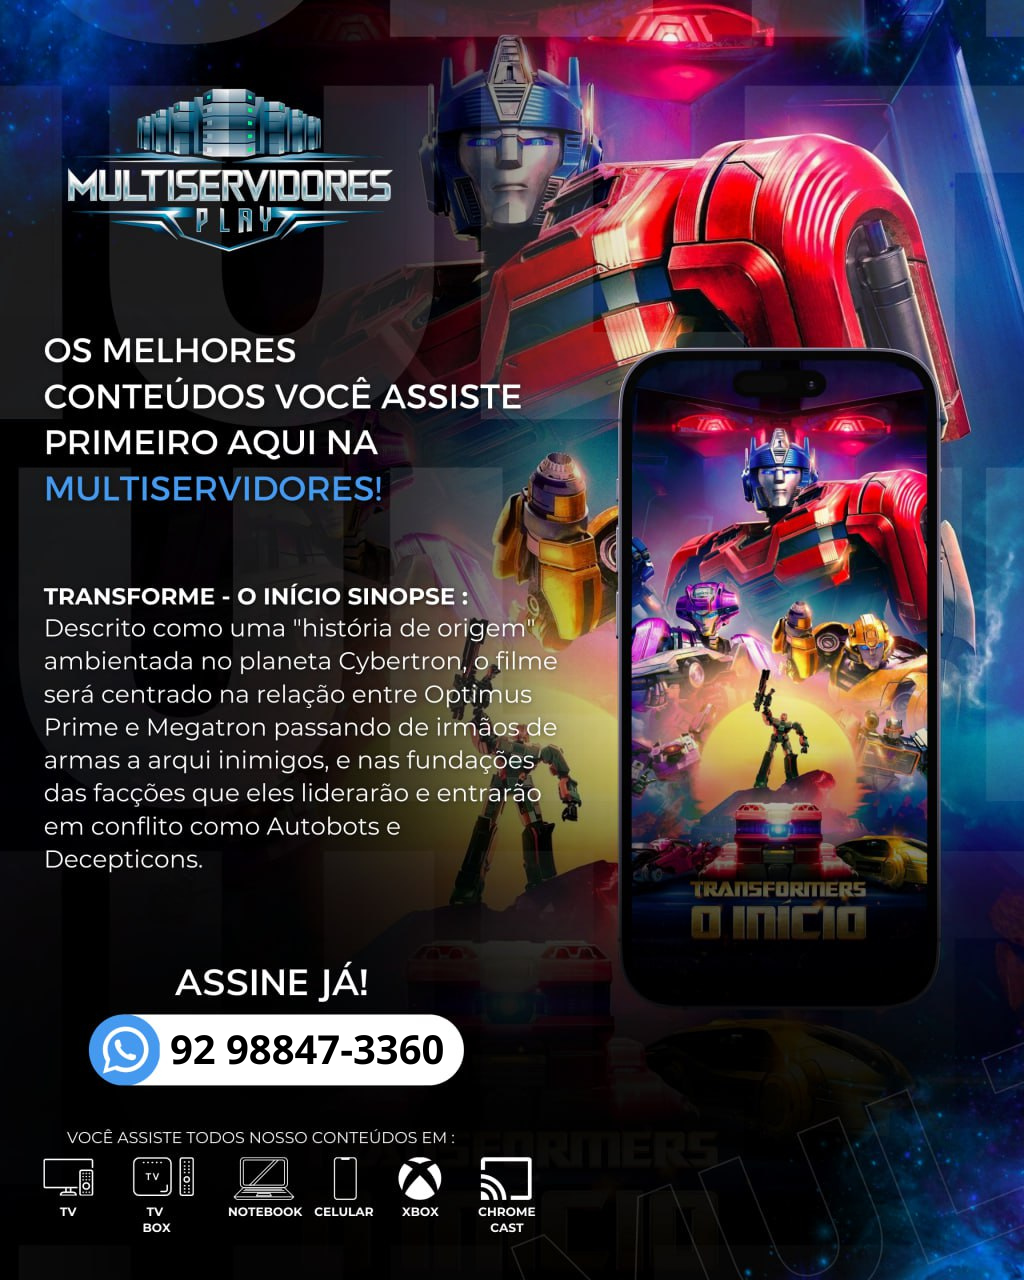 MULTISERVIDORES
PLAY
OS MELHORES
CONTEÚDOS VOCÊ ASSISTE
PRIMEIRO AQUI NA
MULTISERVIDORES!
TRANSFORME - O INÍCIO SINOPSE :
Descrito como uma "história de origem"
ambientada no planeta Cybertron, o filme
será centrado na relação entre Optimus
Prime e Megatron passando de irmãos de
armas a arqui inimigos, e nas fundações
das facções que eles liderarão e entrarão
em conflito como Autobots e
Decepticons.
TRANSFORMERS
O INÍCIO
ASSINE JÁ!
92 98847-3360
VOCÊ ASSISTE TODOS NOSSO CONTEÚDOS EM :
TV
TV
TV
BOX
NOTEBOOK
CELULAR
XBOX
CHROME
CAST